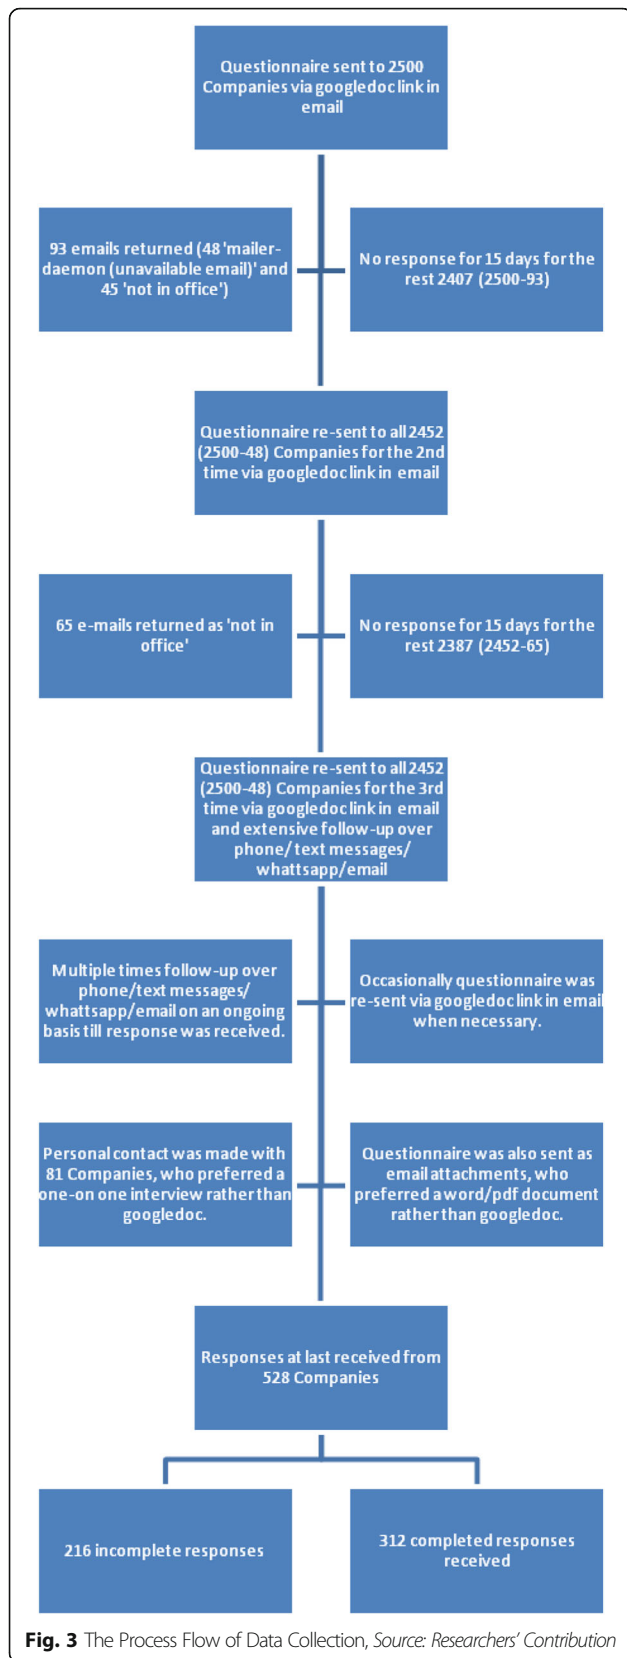 Questionnaire sent to 2500
Companies via googledoc link in
email
93 emails returned (48 'mailer-
daemon (unavailable email)' and
45 'not in office')
No response for 15 days for the
rest 2407 (2500-93)
Questionnaire re-sent to all 2452
(2500-48) Companies for the 2nd
time via googledoc link in email
65 e-mails returned as 'not in
office'
No response for 15 days for the
rest 2387 (2452-65)
Questionnaire re-sent to all 2452
(2500-48) Companies for the 3rd
time via googledoc link in email
and extensive follow-up over
phone/ text messages/
whattsapp/email
Multiple times follow-up over
phone/text messages/
whattsapp/email on an ongoing
basis till response was received.
Occasionally questionnaire was
re-sent via googledoc link in email
when necessary.
Personal contact was made with
81 Companies, who preferred a
one-on one interview rather than
googledoc.
Questionnaire was also sent as
email attachments, who
preferred a word/pdf document
rather than googledoc.
Responses at last received from
528 Companies
216 incomplete responses
312 completed responses
received
Fig. 3 The Process Flow of Data Collection, Source: Researchers' Contribution